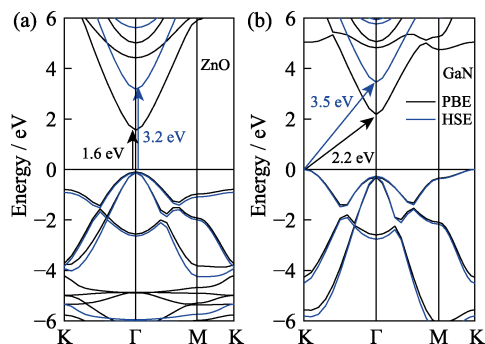 (a)
(b)
6
4
2
0
−2
−4
−6
Energy / eV
ZnO
1.6 eV
3.2 eV
K
Γ
M
K
6
4
2
0
−2
−4
−6
Energy / eV
GaN
PBE
HSE
3.5 eV
2.2 eV
K
Γ
M
K